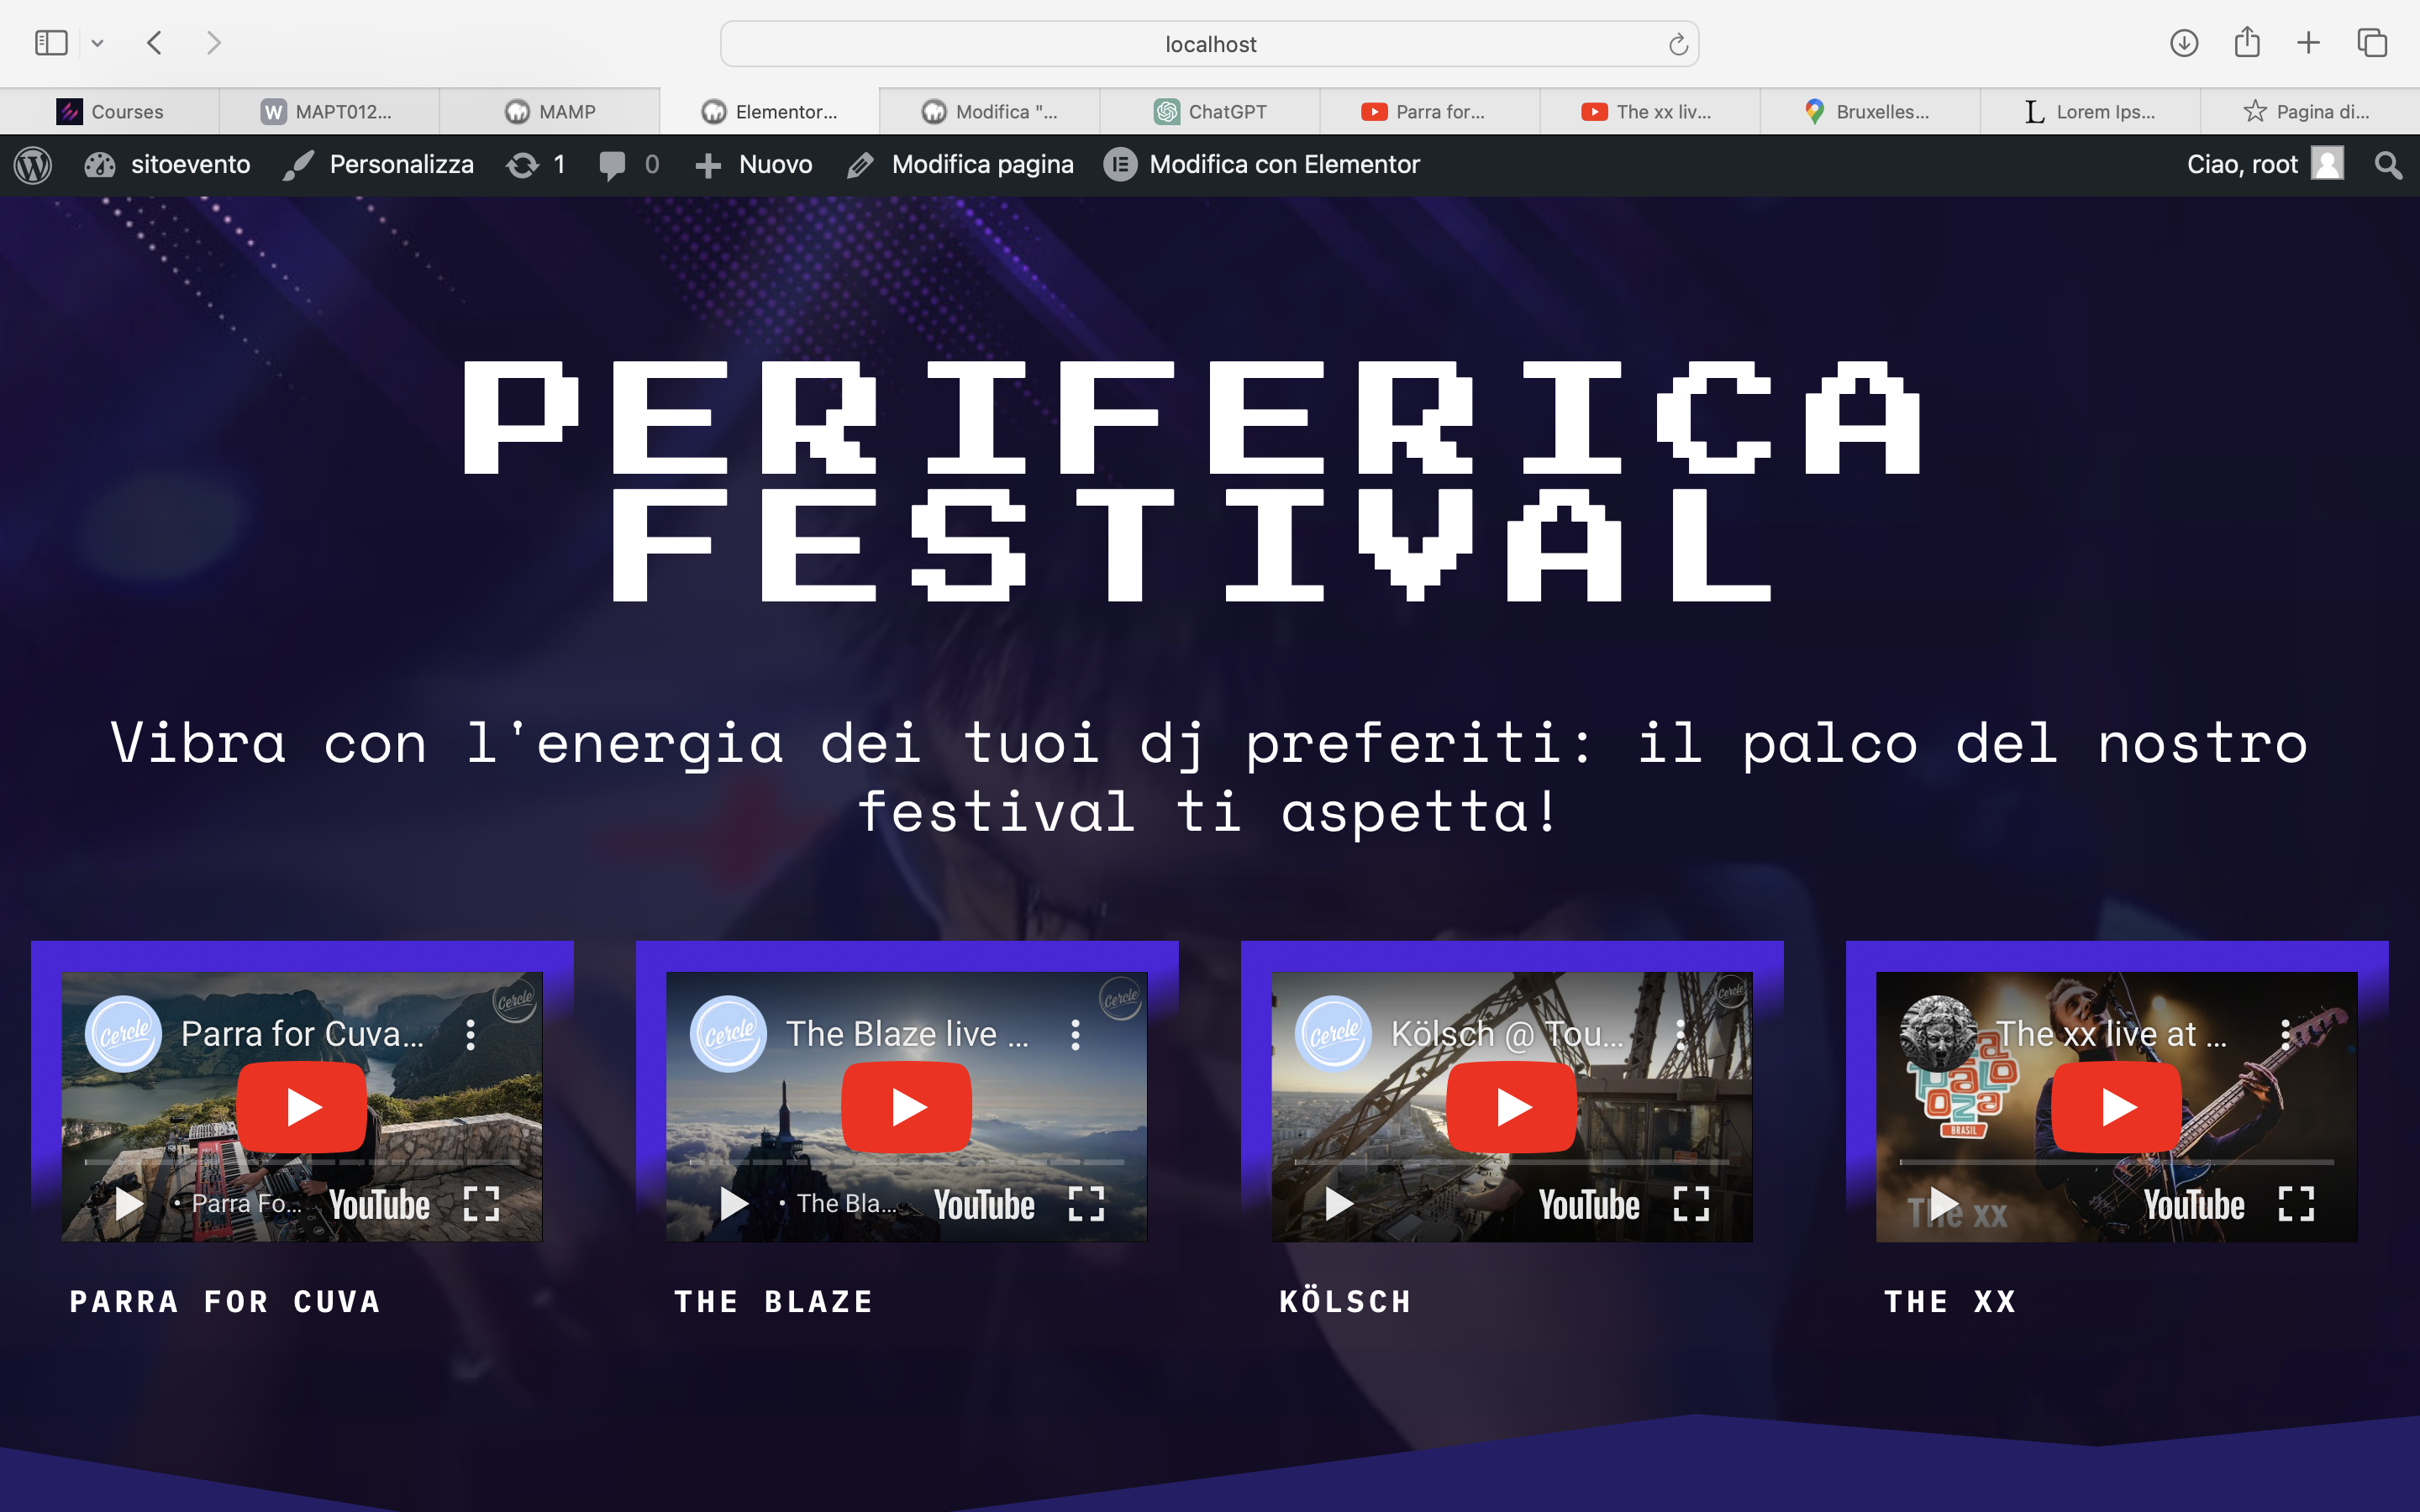 localhost
Courses
MAPT012...
MAMP
Elementor...
Modifica "...
ChatGPT
Parra for...
The xx liv...
Bruxelles...
Lorem Ips...
Pagina di...
sitoevento
Personalizza
1
0
Nuovo
Modifica pagina
Modifica con Elementor
Ciao, root
PERIFERICA
FESTIVAL
Vibra con l'energia dei tuoi dj preferiti: il palco del nostro
festival ti aspetta!
Cercle
Cercle
Parra for Cuva...
• Parra Fo...
YouTube
PARRA FOR CUVA
Cercle
Cercle
The Blaze live ...
• The Bla...
YouTube
THE BLAZE
Cercle
Cercle
Kölsch @ Tou...
YouTube
KÖLSCH
The xx live at ...
BRASIL
The xx
YouTube
THE XX